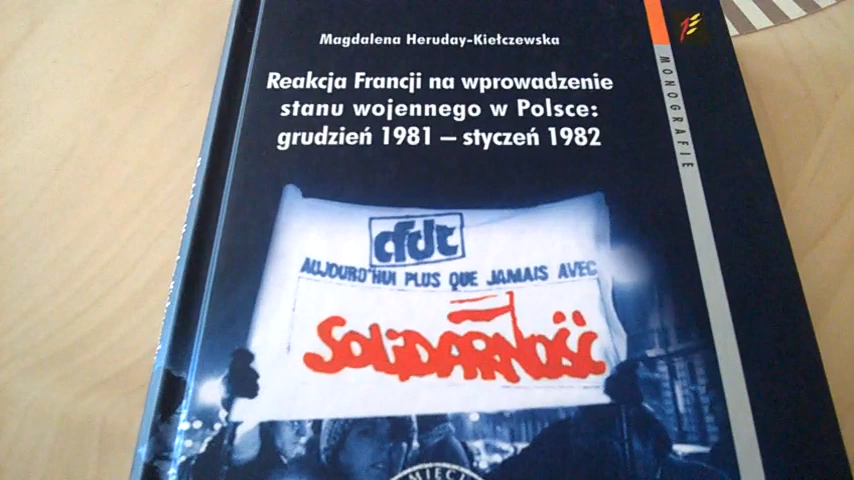 Magdalena Heruday-Kiełczewska
Reakcja Francji na wprowadzenie
stanu wojennego w Polsce:
grudzień 1981 – styczeń 1982
MONOGRAFIE
cfdt
AUJOURD'HUI PLUS QUE JAMAIS AVEC
SOLIDARNOŚĆ